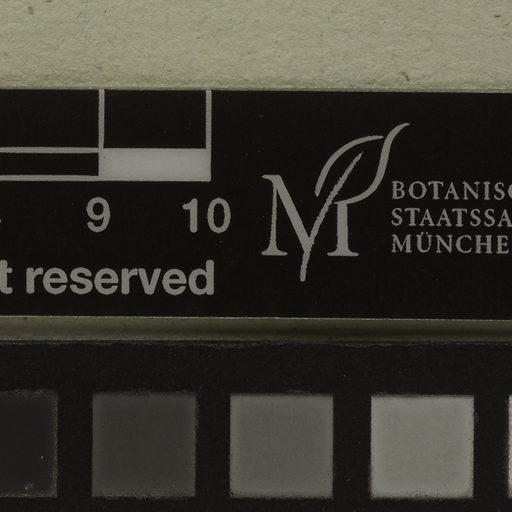 9 10
t reserved
M
BOTANISC
STAATSSA
MÜNCHE